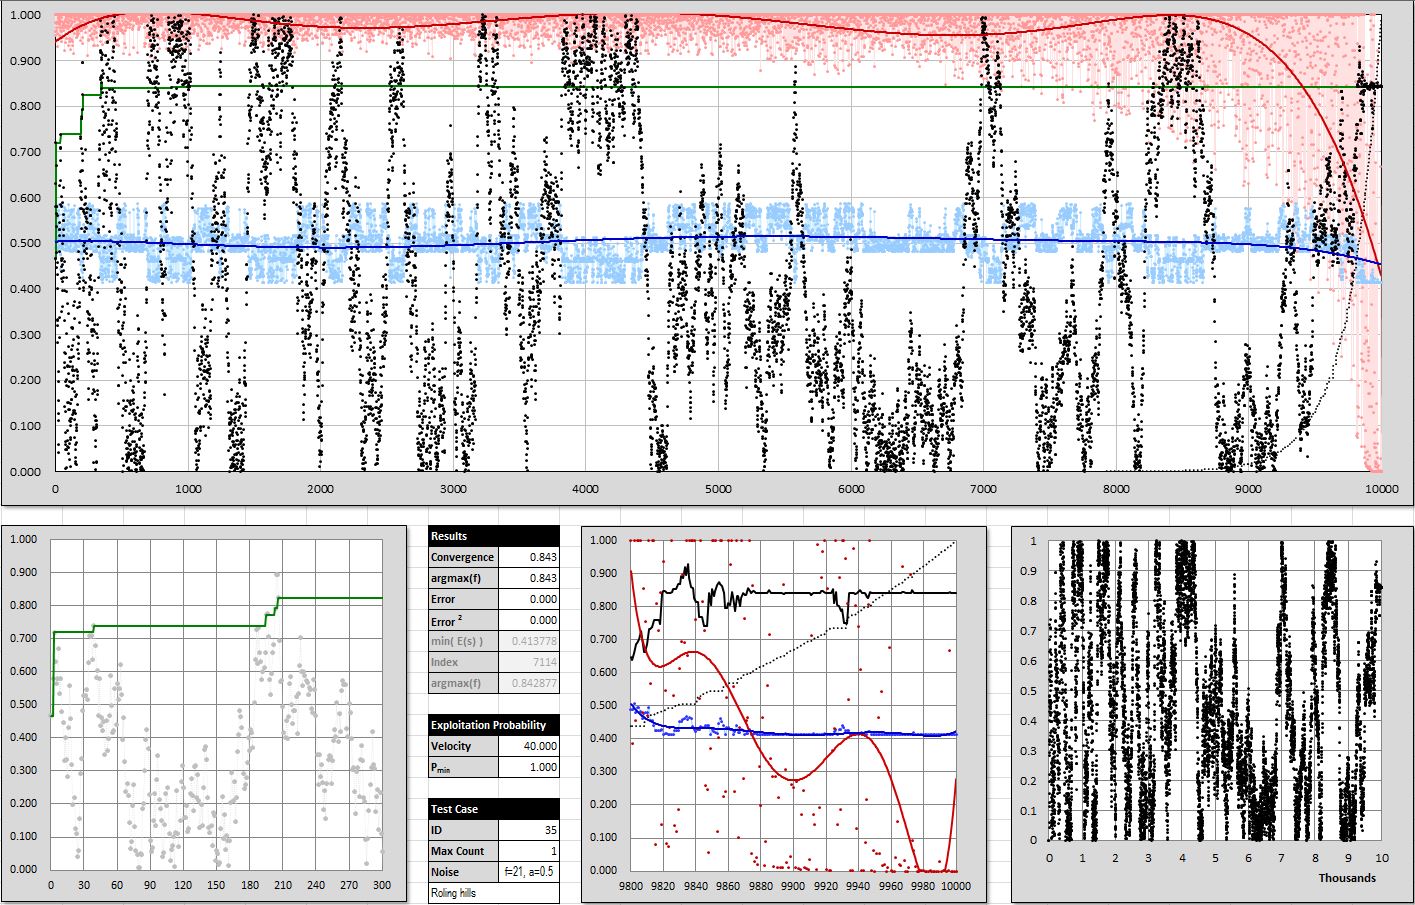 1.000
0.900
0.800
0.700
0.600
0.500
0.400
0.300
0.200
0.100
0.000
0 1000 2000 3000 4000 5000 6000 7000 8000 9000 10000
1.000
0.900
0.800
0.700
0.600
0.500
0.400
0.300
0.200
0.100
0.000
0 30 60 90 120 150 180 210 240 270 300
Results
Convergence 0.843
argmax(f) 0.843
Error 0.000
Error ² 0.000
min( E(s) ) 0.413778
Index 7114
argmax(f) 0.842877
Exploitation Probability
Velocity 40.000
Pmin 1.000
Test Case
ID 35
Max Count 1
Noise f=21, a=0.5
Roling hills
1.000
0.900
0.800
0.700
0.600
0.500
0.400
0.300
0.200
0.100
0.000
9800 9820 9840 9860 9880 9900 9920 9940 9960 9980 10000
1
0.9
0.8
0.7
0.6
0.5
0.4
0.3
0.2
0.1
0
0 1 2 3 4 5 6 7 8 9 10
Thousands